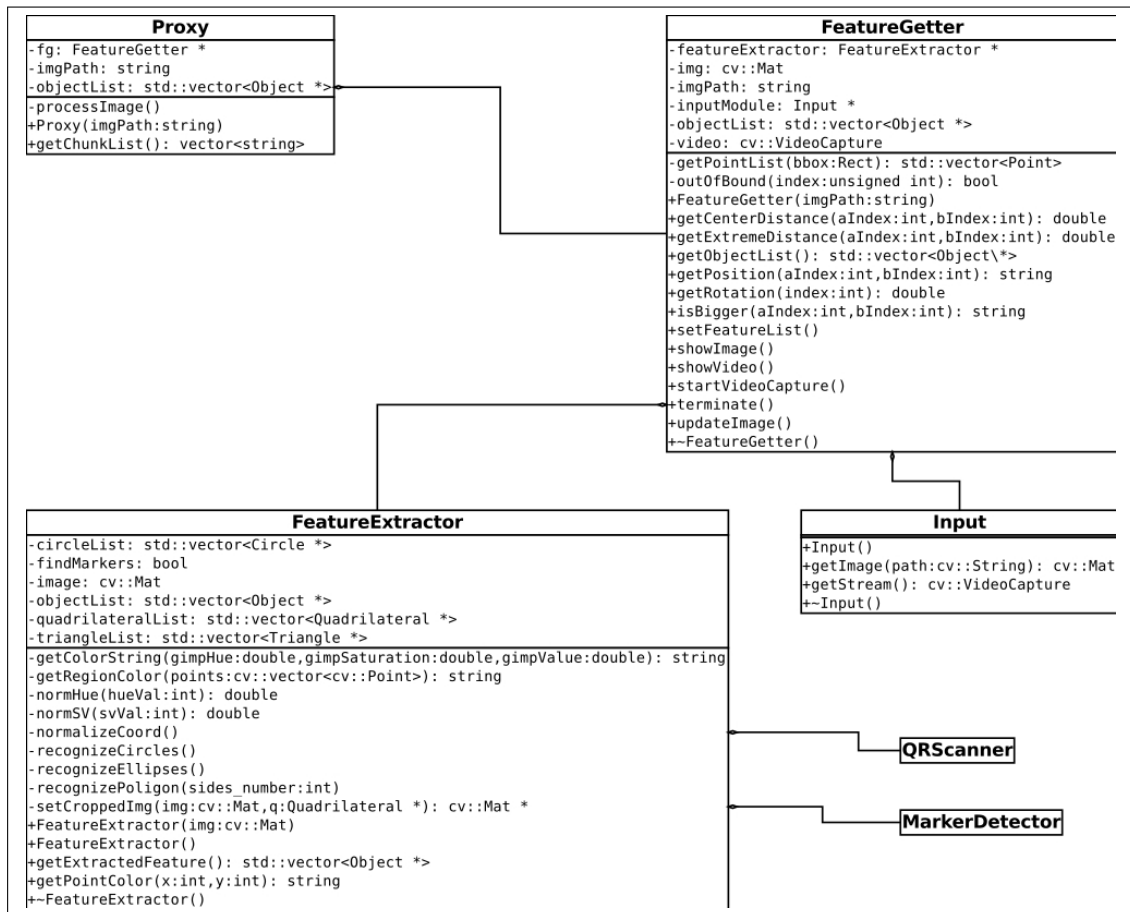 Proxy
-fg: FeatureGetter *
-imgPath: string
-objectList: std::vector<Object *>
-processImage()
+Proxy(imgPath:string)
+getChunkList(): vector<string>
FeatureGetter
-featureExtractor: FeatureExtractor *
-img: cv::Mat
-imgPath: string
-inputModule: Input *
-objectList: std::vector<Object *>
-video: cv::VideoCapture
-getPointList(bbox:Rect): std::vector<Point>
-outOfBound(index:unsigned int): bool
+FeatureGetter(imgPath:string)
+getCenterDistance(aIndex:int,bIndex:int): double
+getExtremeDistance(aIndex:int,bIndex:int): double
+getObjectList(): std::vector<Object\*>
+getPosition(aIndex:int,bIndex:int): string
+getRotation(index:int): double
+isBigger(aIndex:int,bIndex:int): string
+setFeatureList()
+showImage()
+showVideo()
+startVideoCapture()
+terminate()
+updateImage()
+~FeatureGetter()
FeatureExtractor
-circleList: std::vector<Circle *>
-findMarkers: bool
-image: cv::Mat
-objectList: std::vector<Object *>
-quadrilateralList: std::vector<Quadrilateral *>
-triangleList: std::vector<Triangle *>
-getColorString(gimpHue:double,gimpSaturation:double,gimpValue:double): string
-getRegionColor(points:cv::vector<cv::Point>): string
-normHue(hueVal:int): double
-normSV(svVal:int): double
-normalizeCoord()
-recognizeCircles()
-recognizeEllipses()
-recognizePoligon(sides_number:int)
-setCroppedImg(img:cv::Mat,q:Quadrilateral *): cv::Mat *
+FeatureExtractor(img:cv::Mat)
+FeatureExtractor()
+getExtractedFeature(): std::vector<Object *>
+getPointColor(x:int,y:int): string
+~FeatureExtractor()
Input
+Input()
+getImage(path:cv::String): cv::Mat
+getStream(): cv::VideoCapture
+~Input()
QRScanner
MarkerDetector